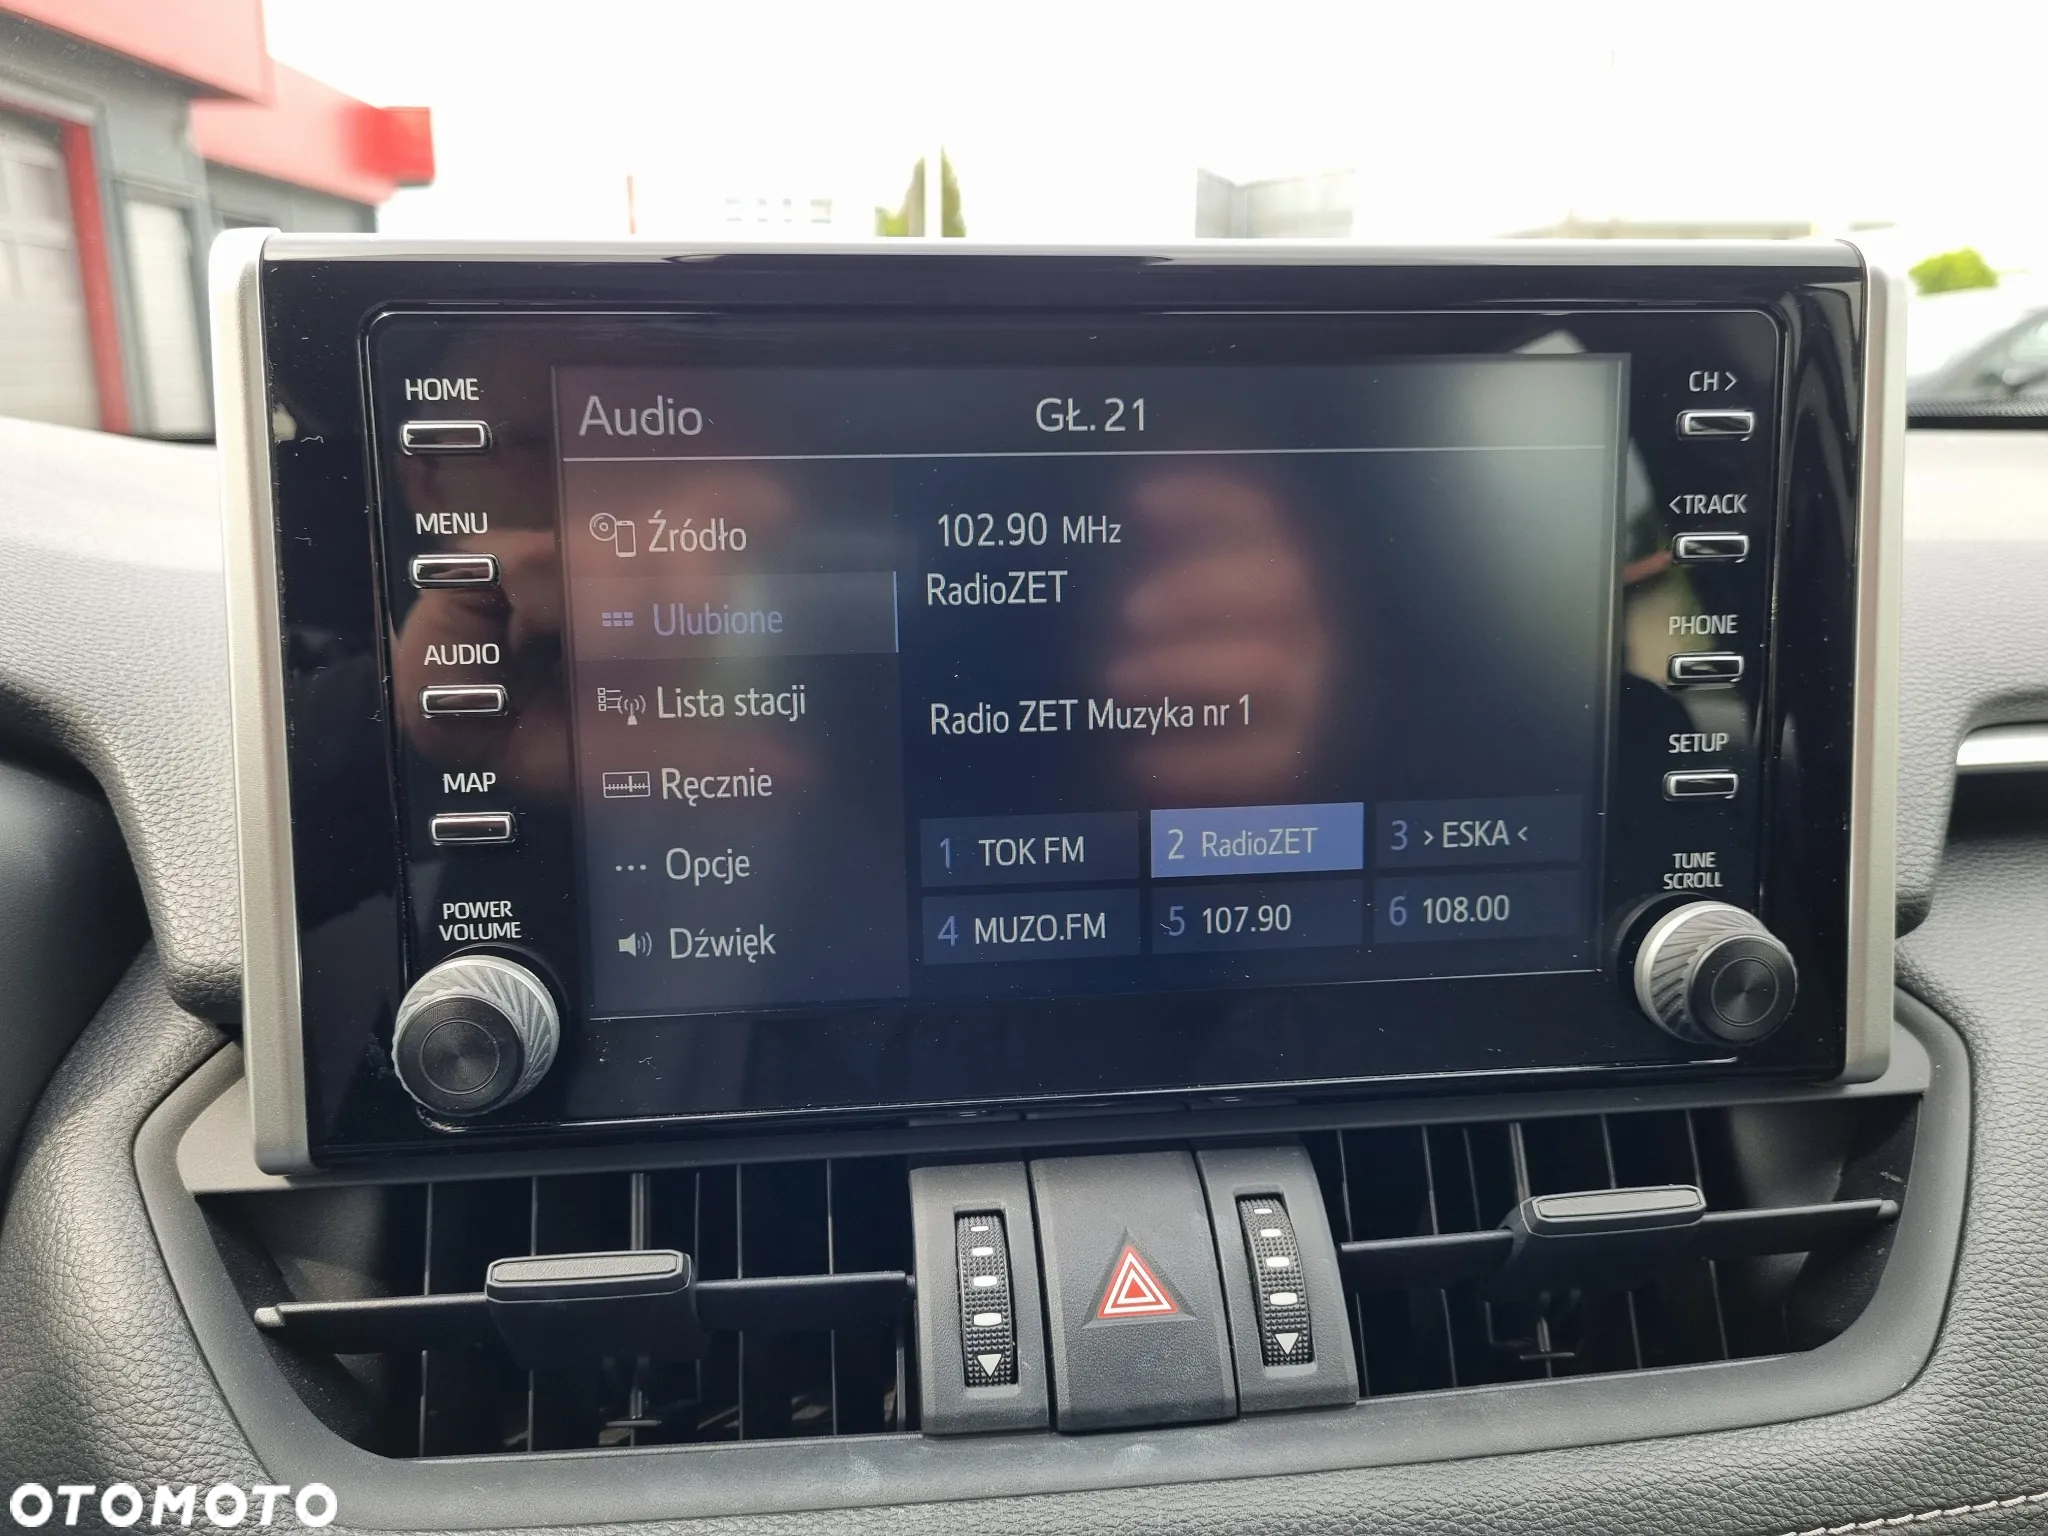 HOME
MENU
AUDIO
MAP
POWER
VOLUME
Audio
GŁ. 21
Źródło
Ulubione
Lista stacji
Ręcznie
Opcje
Dźwięk
102.90 MHz
RadioZET
Radio ZET Muzyka nr 1
1 TOK FM
2 RadioZET
3 > ESKA <
4 MUZO.FM
5 107.90
6 108.00
CH >
< TRACK
PHONE
SETUP
TUNE
SCROLL
OTOMOTO